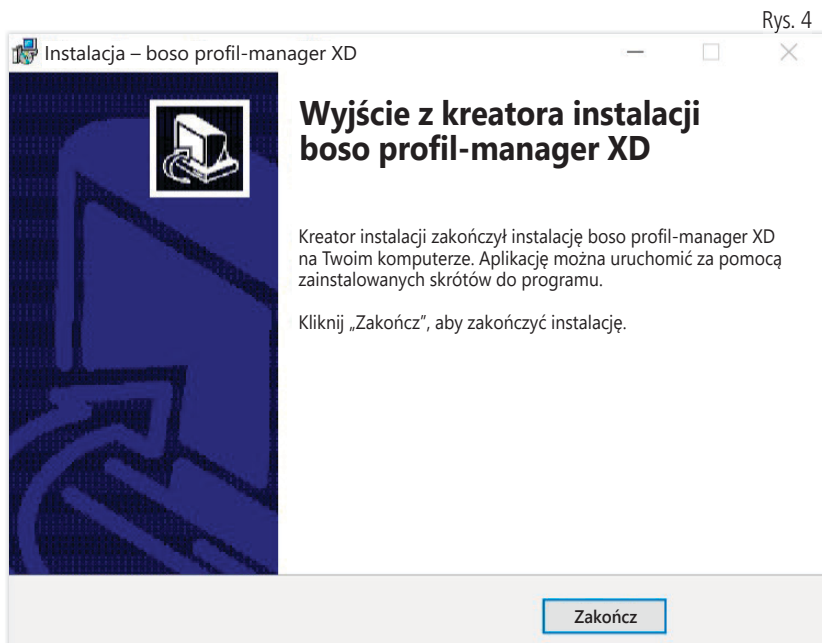 Rys. 4
Instalacja – boso profil-manager XD
Wyjście z kreatora instalacji
boso profil-manager XD
Kreator instalacji zakończył instalację boso profil-manager XD
na Twoim komputerze. Aplikację można uruchomić za pomocą
zainstalowanych skrótów do programu.
Kliknij „Zakończ”, aby zakończyć instalację.
Zakończ